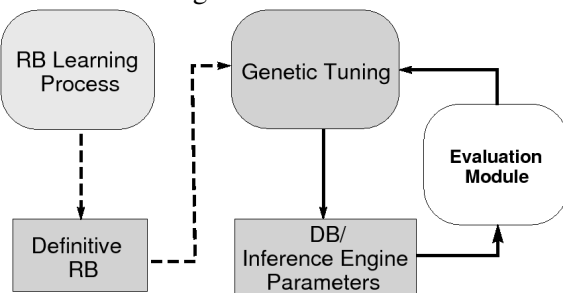 RB Learning
Process
Genetic Tuning
Evaluation
Module
Definitive
RB
DB/
Inference Engine
Parameters